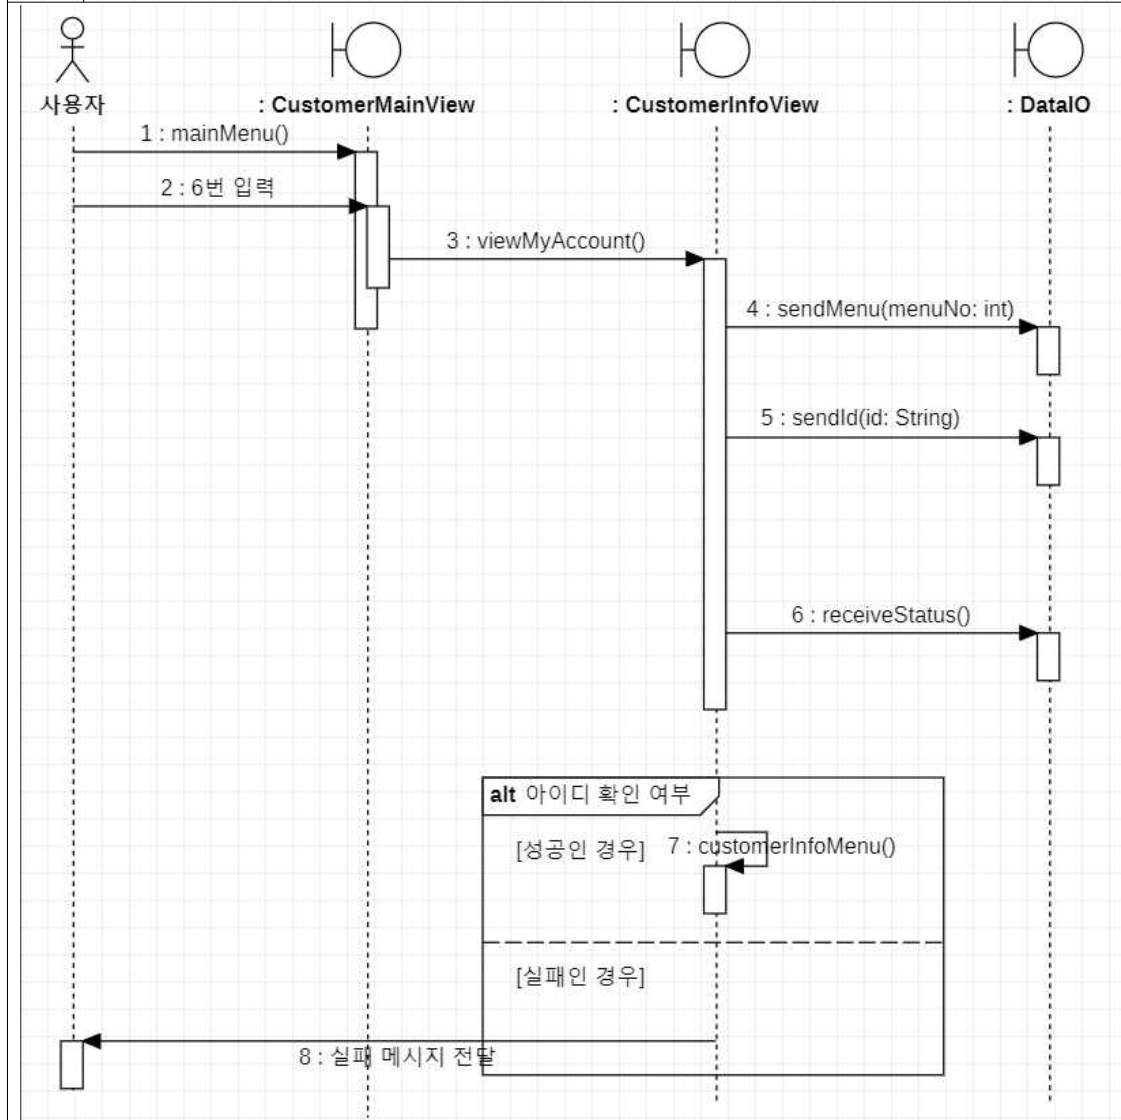 사용자
: CustomerMainView
: CustomerInfoView
: DataIO
1 : mainMenu()
2 : 6번 입력
3 : viewMyAccount()
4 : sendMenu(menuNo: int)
5 : sendId(id: String)
6 : receiveStatus()
alt 아이디 확인 여부
[성공인 경우]
7 : customerInfoMenu()
[실패인 경우]
8 : 실패 메시지 전달